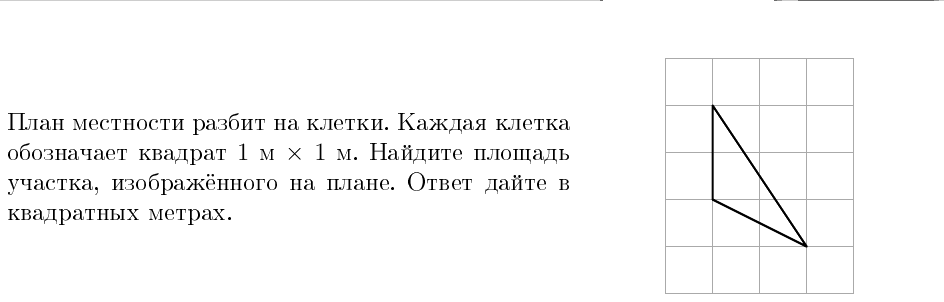 План местности разбит на клетки. Каждая клетка
обозначает квадрат 1 м × 1 м. Найдите площадь
участка, изображённого на плане. Ответ дайте в
квадратных метрах.